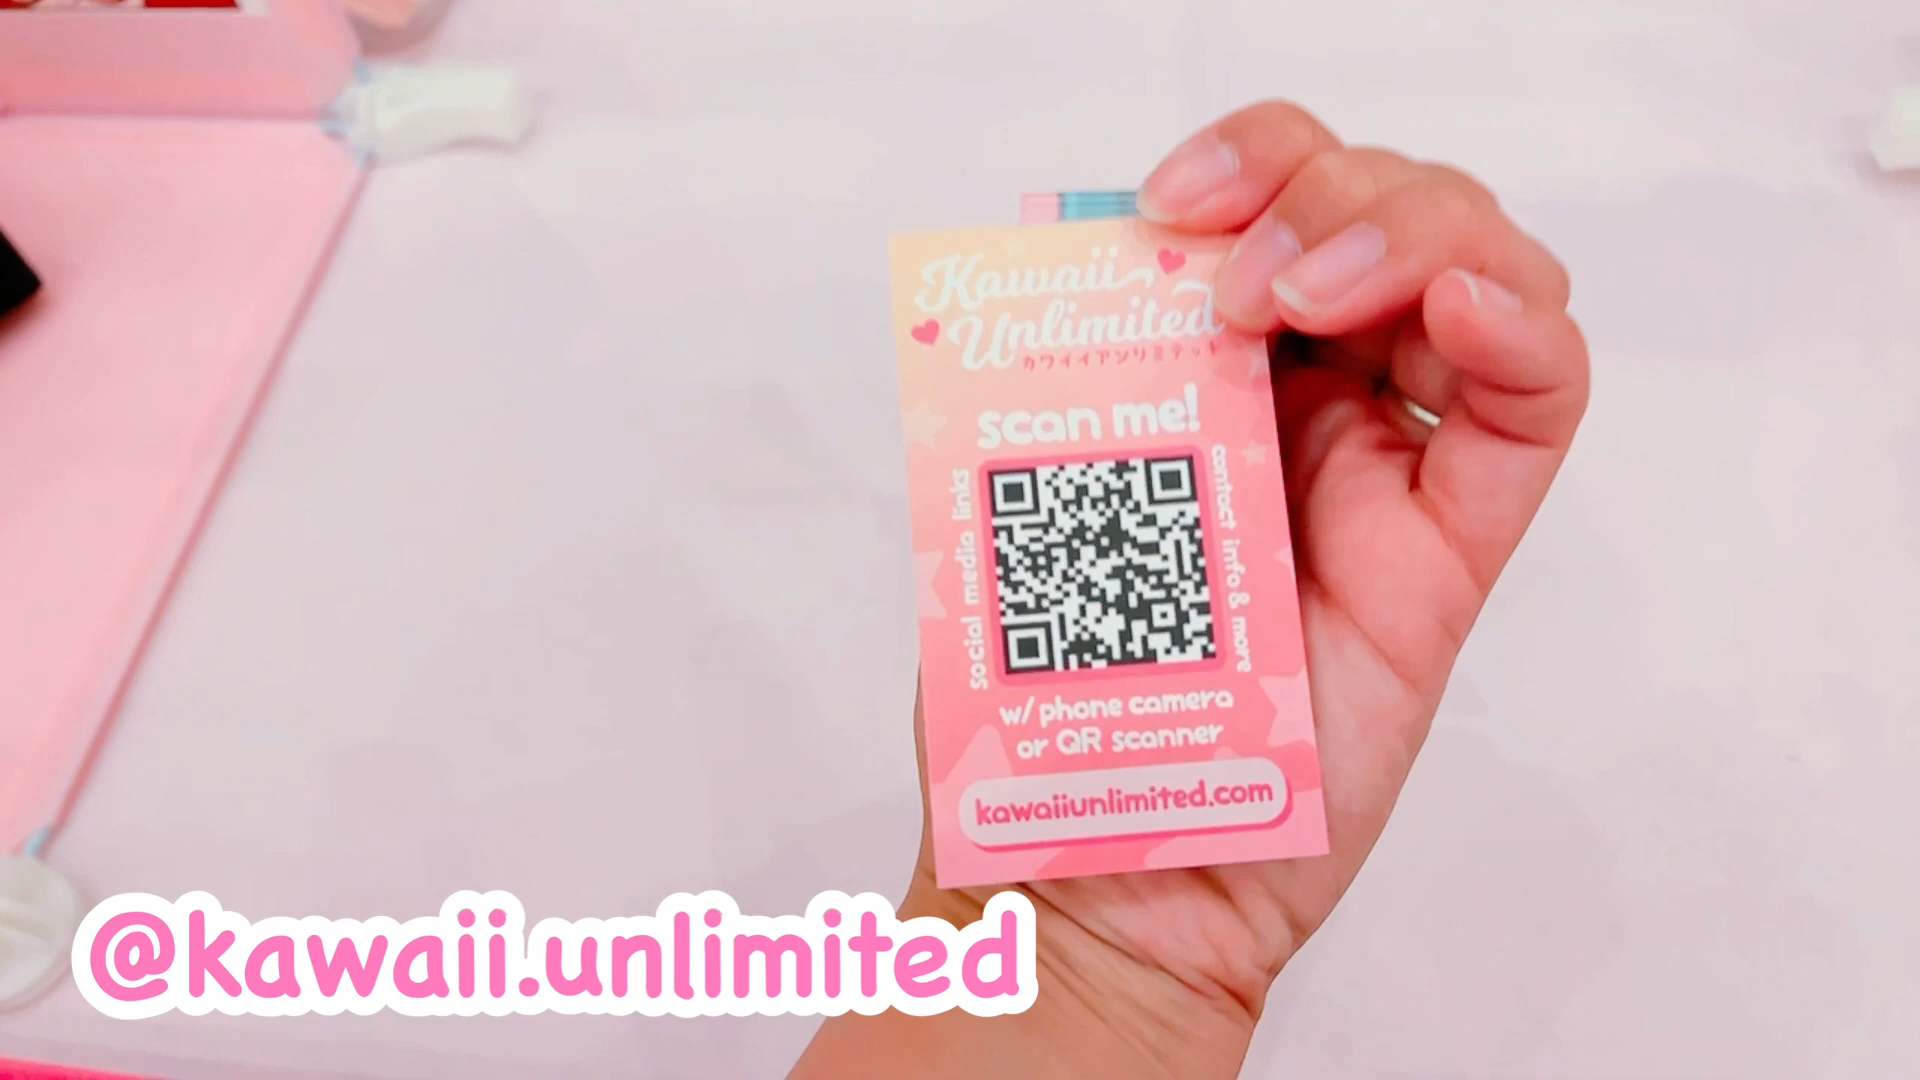 Kawaii
Unlimited
カワイイアンリミテッド
scan me!
social media links
contact info & more
w/ phone camera
or QR scanner
kawaiiunlimited.com
@kawaii.unlimited